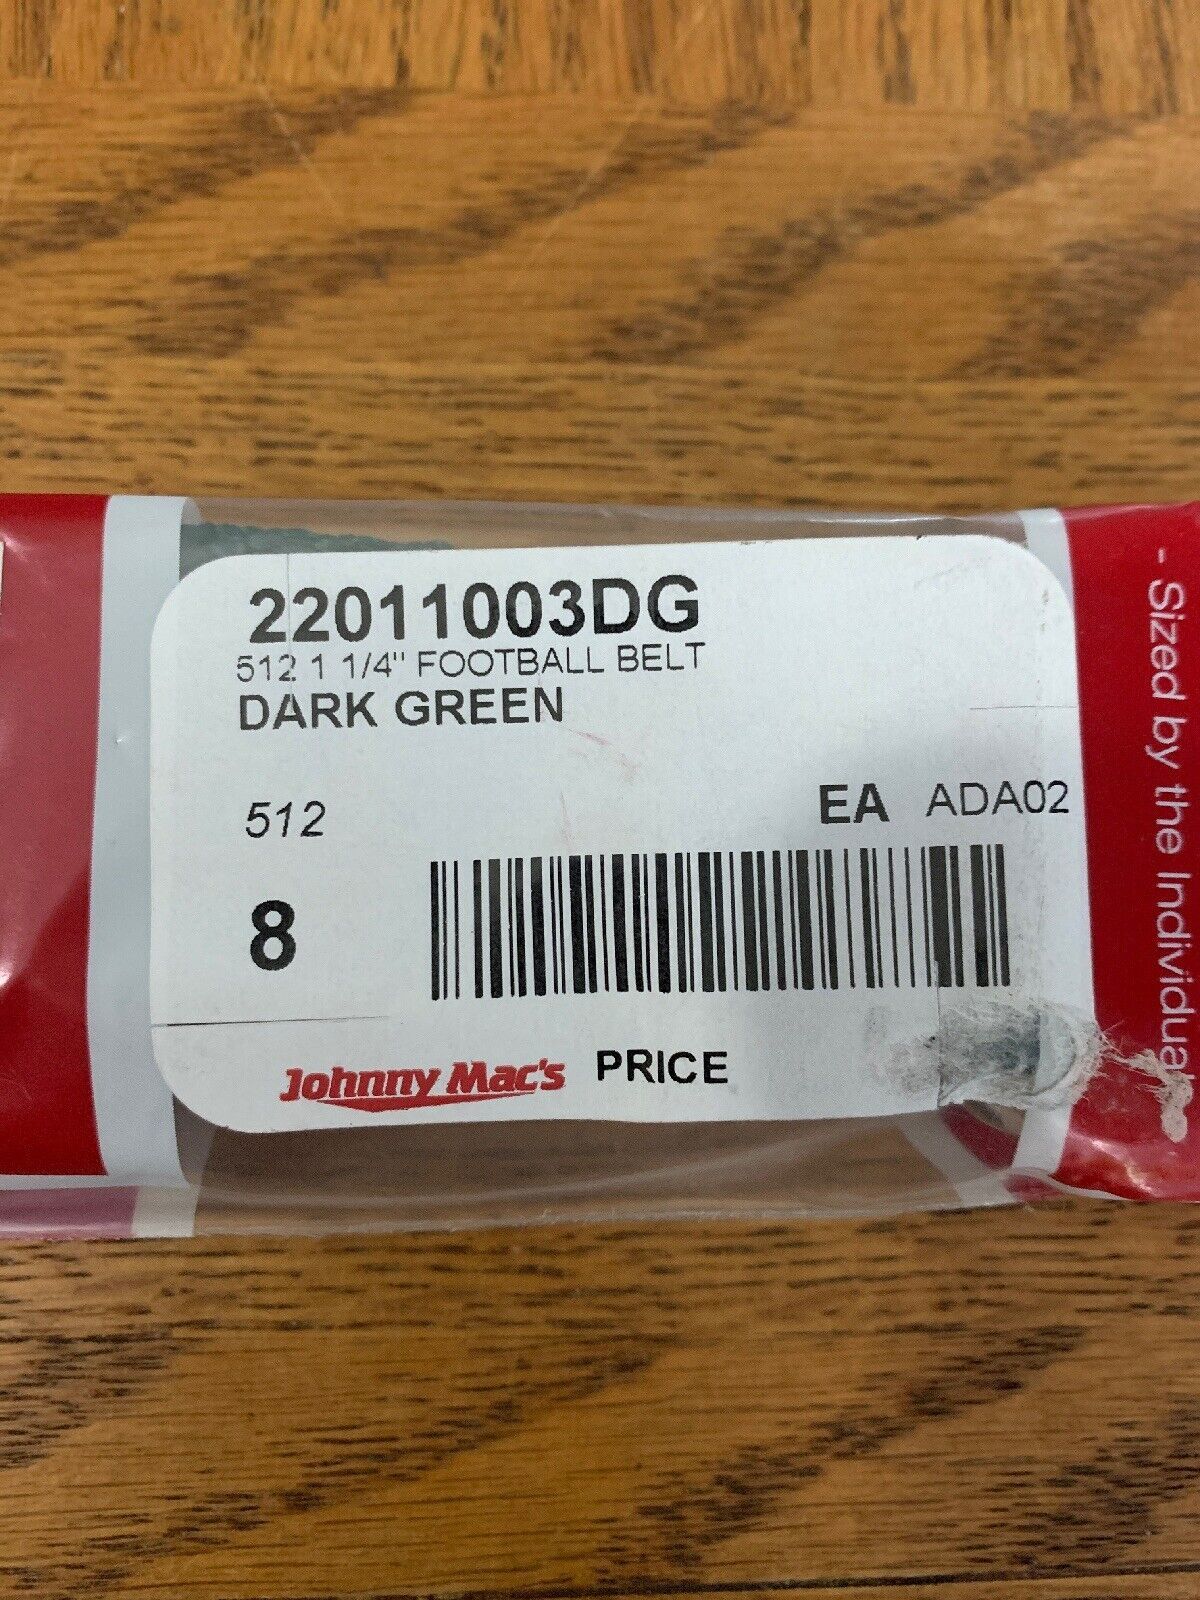 22011003DG
512 1 1/4" FOOTBALL BELT
DARK GREEN
512
EA ADA02
8
Johnny Mac's PRICE
- Sized by the Individual